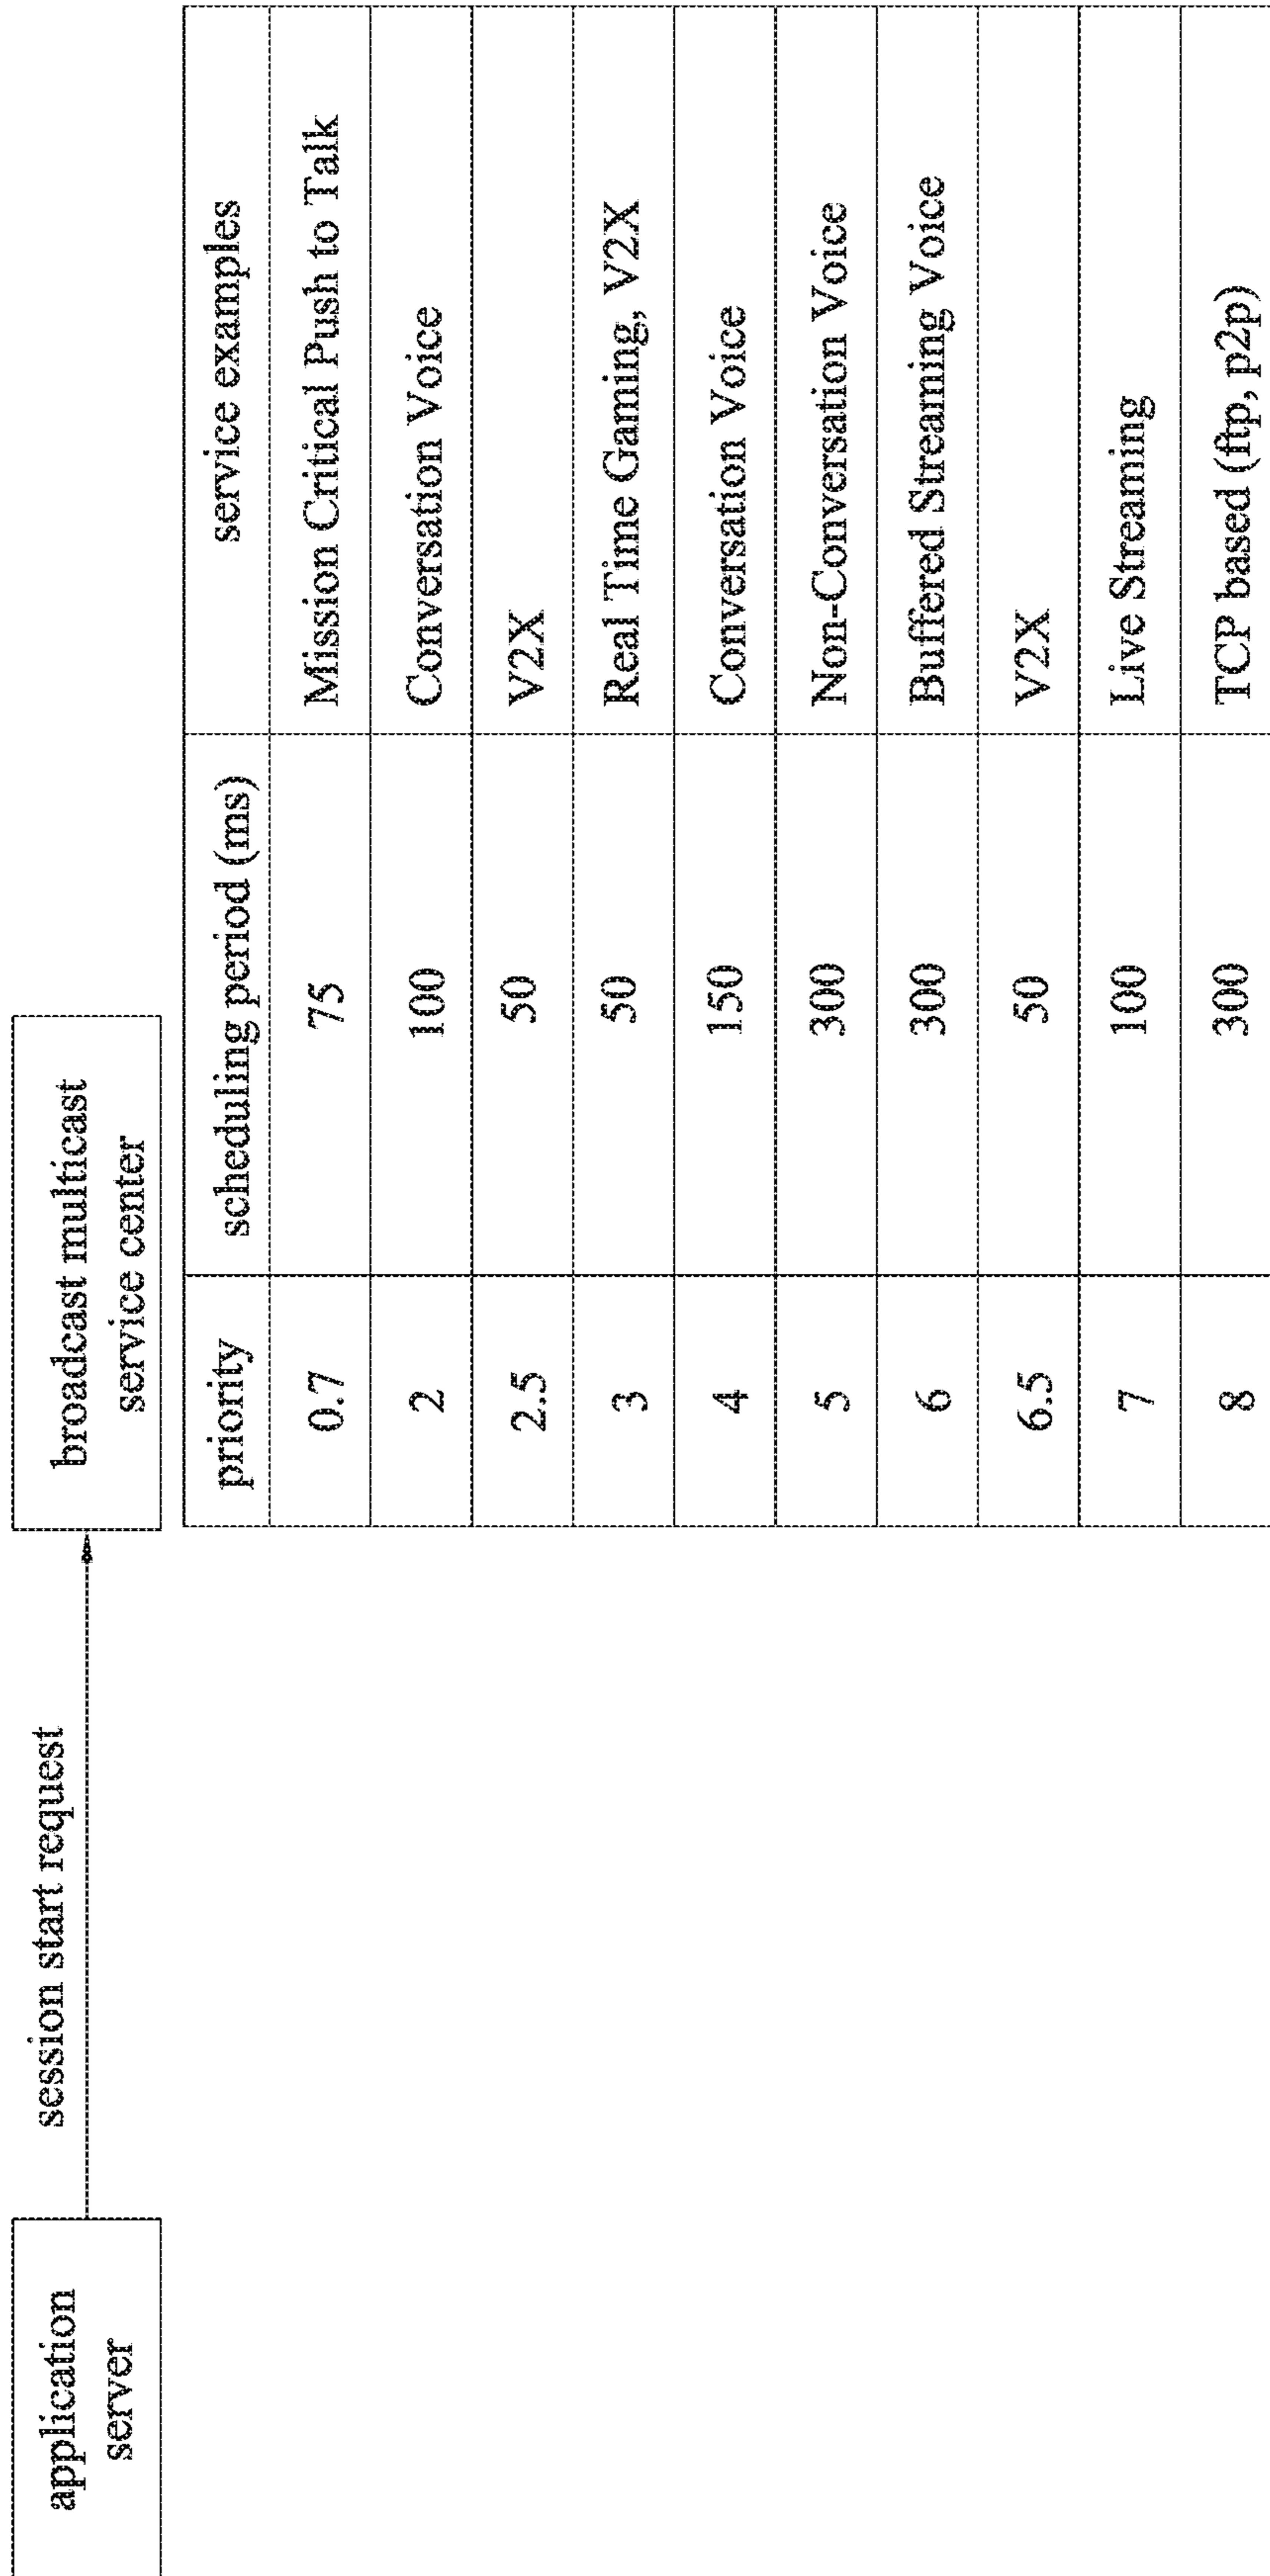 application
server
session start request
broadcast multicast
service center
priority scheduling period (ms) service examples
0.7 75 Mission Critical Push to Talk
2 100 Conversation Voice
2.5 50 V2X
3 50 Real Time Gaming, V2X
4 150 Conversation Voice
5 300 Non-Conversation Voice
6 300 Buffered Streaming Voice
6.5 50 V2X
7 100 Live Streaming
8 300 TCP based (ftp, p2p)